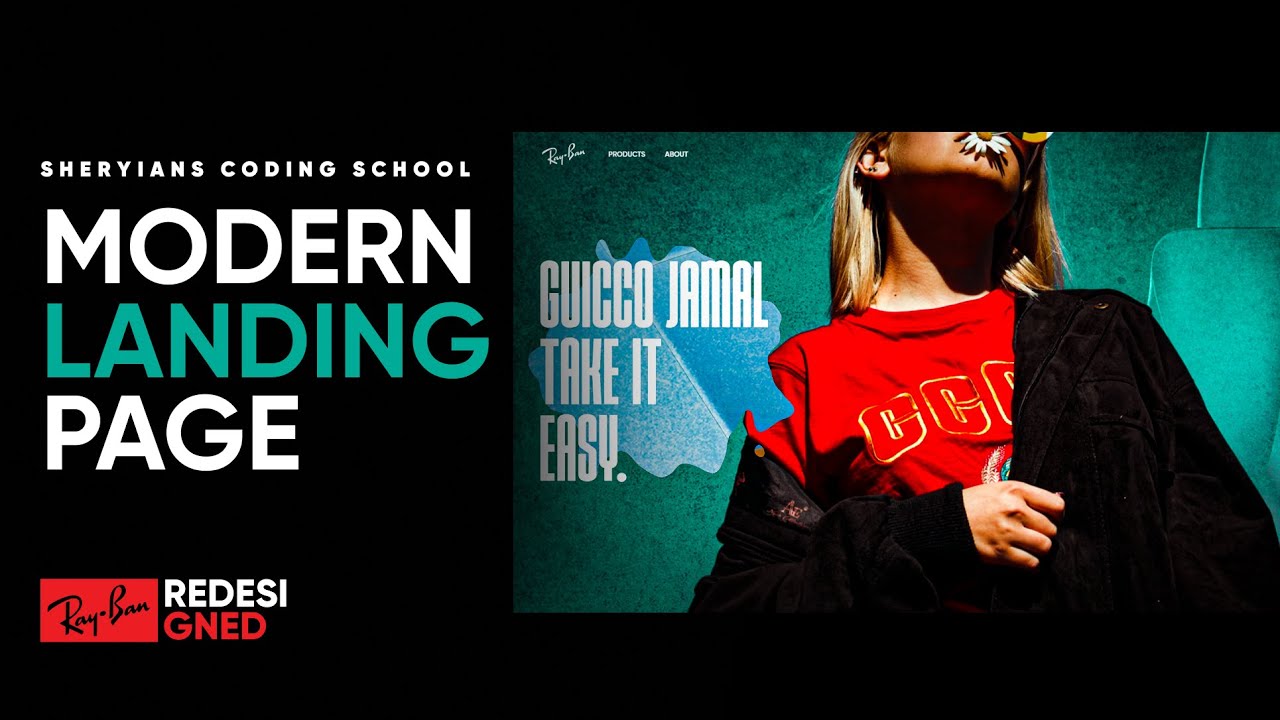 SHERYIANS CODING SCHOOL
MODERN
LANDING
PAGE
Ray-Ban
REDESI
GNED
Ray-Ban PRODUCTS ABOUT
GUICCO JAMAL
TAKE IT
EASY.
CCC